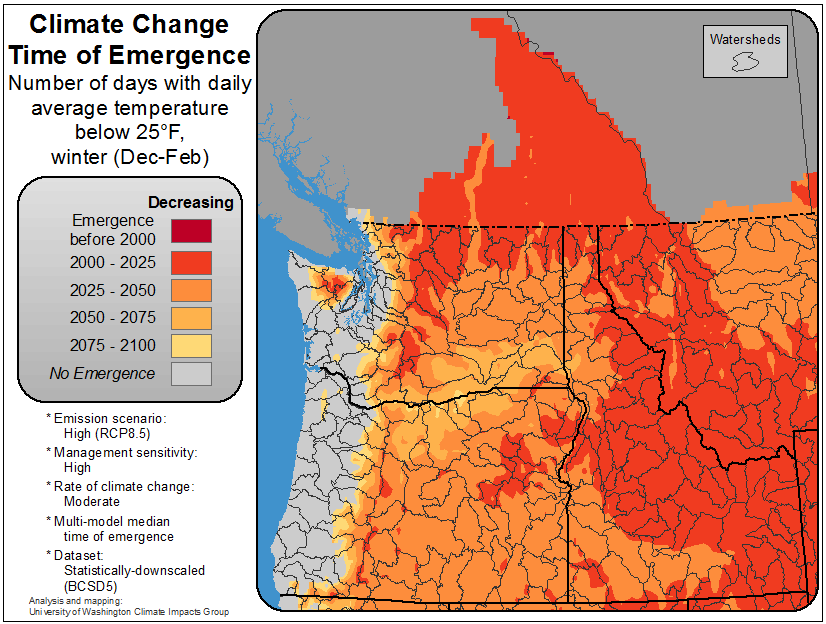 Climate Change
Time of Emergence
Number of days with daily
average temperature
below 25°F,
winter (Dec-Feb)
Decreasing
Emergence
before 2000
2000 - 2025
2025 - 2050
2050 - 2075
2075 - 2100
No Emergence
* Emission scenario:
High (RCP8.5)
* Management sensitivity:
High
* Rate of climate change:
Moderate
* Multi-model median
time of emergence
* Dataset:
Statistically-downscaled
(BCSD5)
Analysis and mapping:
University of Washington Climate Impacts Group
Watersheds